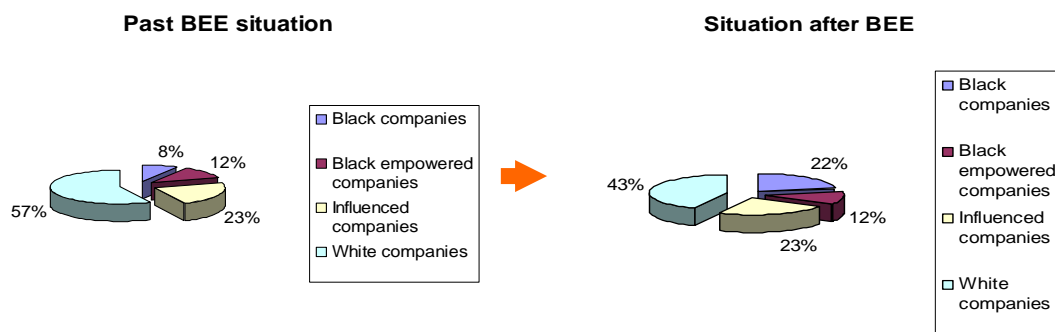 Past BEE situation
8%
12%
23%
57%
Black companies
Black empowered
companies
Influenced
companies
White companies
Situation after BEE
22%
12%
23%
43%
Black
companies
Black
empowered
companies
Influenced
companies
White
companies